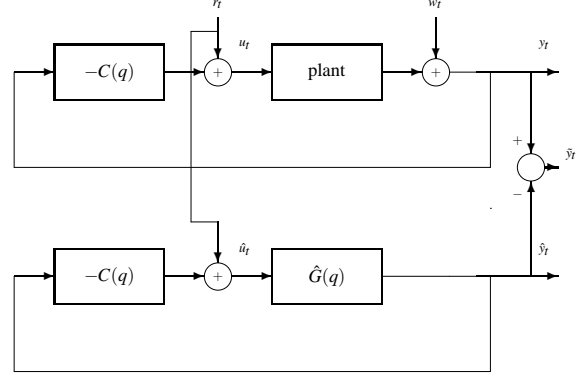 r_t w_t
u_t y_t
−C(q) + plant +
+
ỹ_t
−
û_t ŷ_t
−C(q) + Ĝ(q)